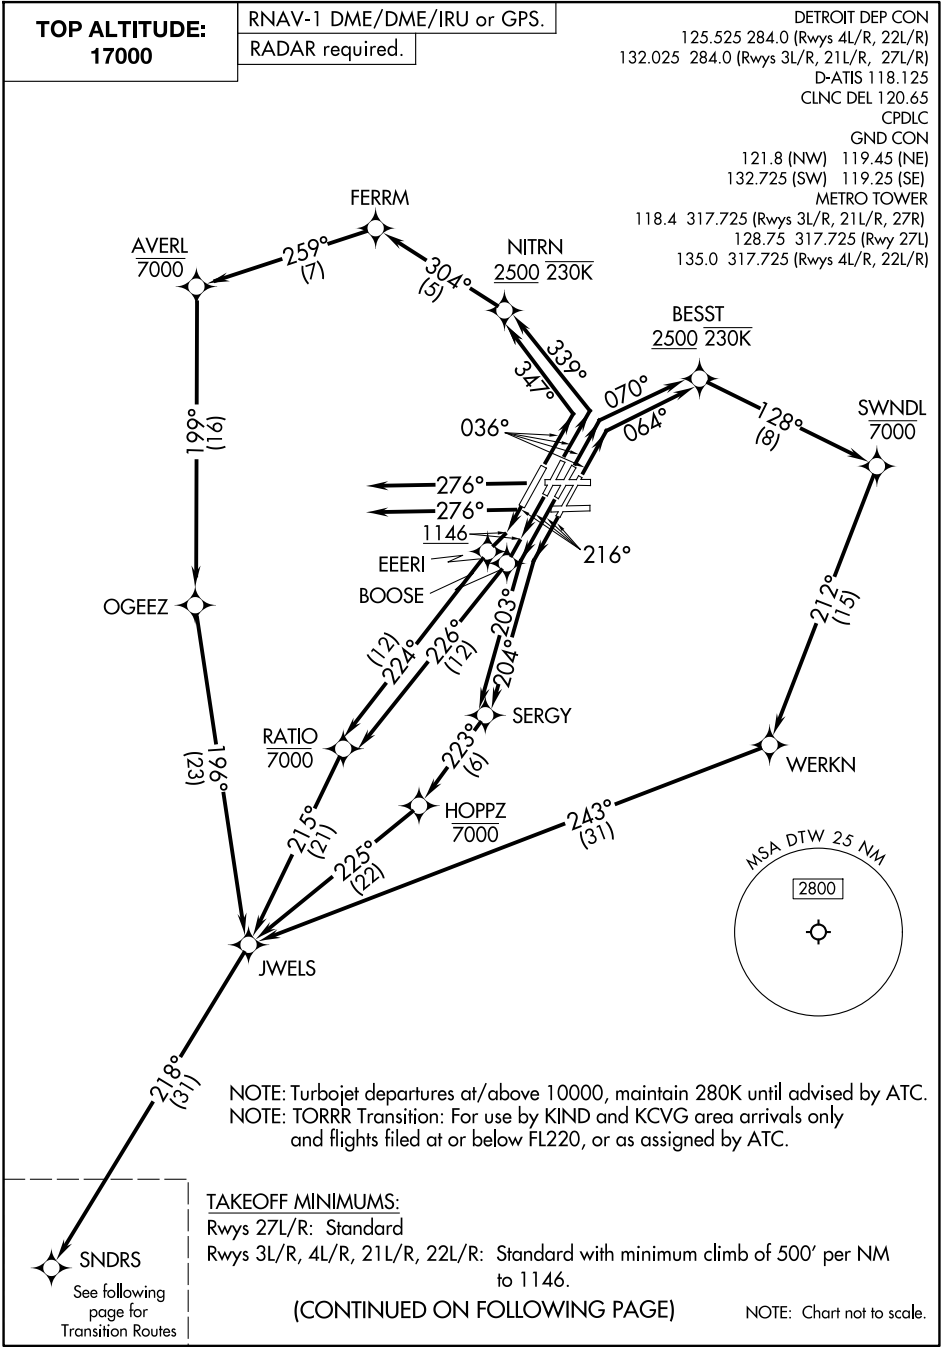 TOP ALTITUDE:
17000
RNAV-1 DME/DME/IRU or GPS.
RADAR required.
DETROIT DEP CON
125.525 284.0 (Rwys 4L/R, 22L/R)
132.025 284.0 (Rwys 3L/R, 21L/R, 27L/R)
D-ATIS 118.125
CLNC DEL 120.65
CPDLC
GND CON
121.8 (NW) 119.45 (NE)
132.725 (SW) 119.25 (SE)
METRO TOWER
118.4 317.725 (Rwys 3L/R, 21L/R, 27R)
128.75 317.725 (Rwy 27L)
135.0 317.725 (Rwys 4L/R, 22L/R)
FERRM
AVERL
7000
259°
(7)
304°
(5)
NITRN
2500 230K
BESST
2500 230K
339°
347°
070°
064°
128°
(8)
SWNDL
7000
036°
199°
(16)
276°
276°
1146
216°
EEERI
BOOSE
OGEEZ
212°
(15)
203°
204°
(12)
224°
226°
(12)
SERGY
RATIO
7000
223°
(6)
WERKN
196°
(23)
HOPPZ
7000
243°
(31)
215°
(21)
225°
(22)
MSA DTW 25 NM
2800
JWELS
218°
(31)
NOTE: Turbojet departures at/above 10000, maintain 280K until advised by ATC.
NOTE: TORRR Transition: For use by KIND and KCVG area arrivals only
and flights filed at or below FL220, or as assigned by ATC.
TAKEOFF MINIMUMS:
Rwys 27L/R: Standard
Rwys 3L/R, 4L/R, 21L/R, 22L/R: Standard with minimum climb of 500' per NM
to 1146.
SNDRS
See following
page for
Transition Routes
(CONTINUED ON FOLLOWING PAGE)
NOTE: Chart not to scale.